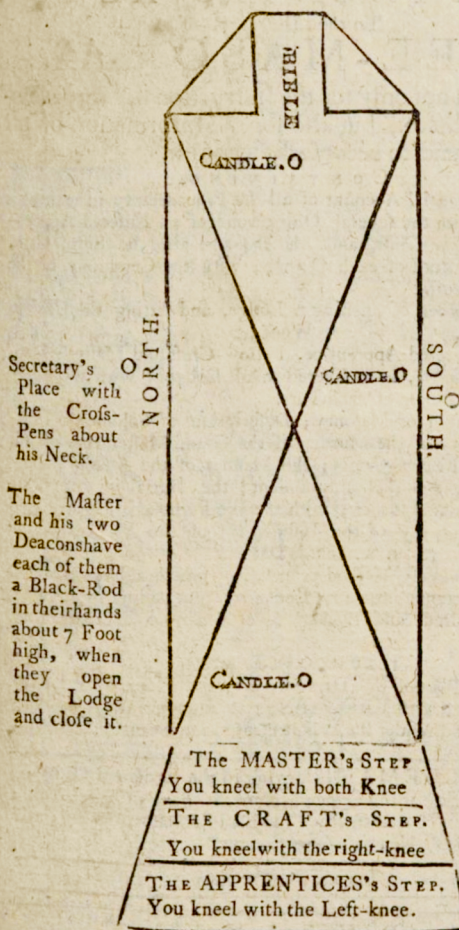 BIBLE
CANDLE.O
NORTH.
O
SOUTH.
O
CANDLE.O
Secretary's
Place with
the Croſs-
Pens about
his Neck.
The Maſter
and his two
Deaconshave
each of them
a Black-Rod
in theirhands
about 7 Foot
high, when
they open
the Lodge
and cloſe it.
CANDLE.O
The MASTER's STEP
You kneel with both Knee
THE CRAFT's STEP.
You kneelwith the right-knee
THE APPRENTICES's STEP.
You kneel with the Left-knee.